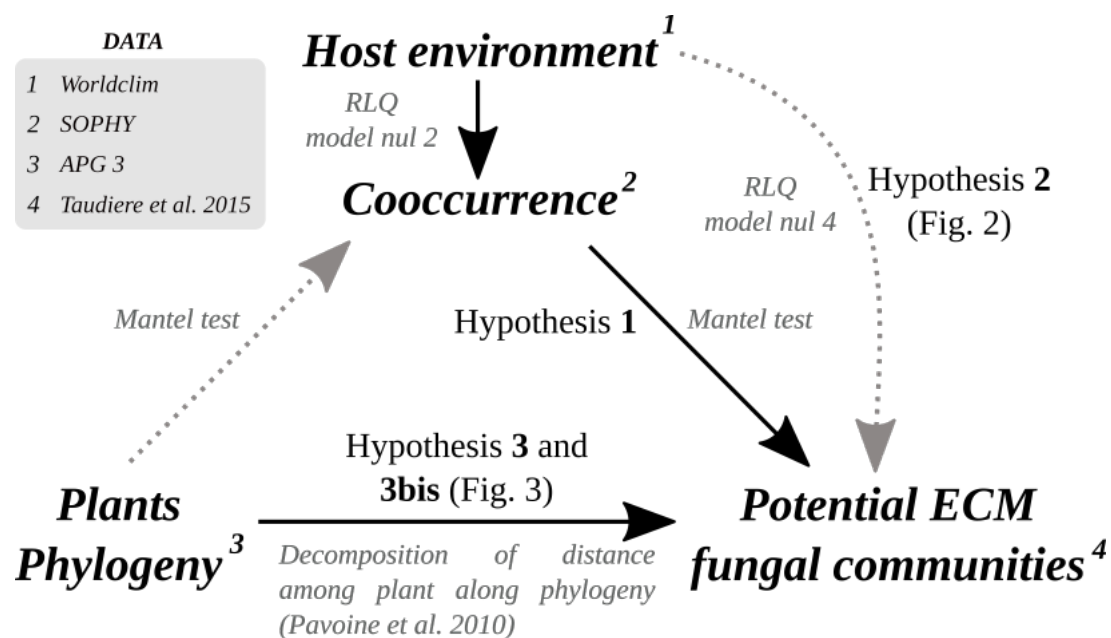 DATA
1 Worldclim
2 SOPHY
3 APG 3
4 Taudiere et al. 2015
Host environment 1
RLQ
model nul 2
Cooccurrence 2
RLQ
model nul 4
Hypothesis 2
(Fig. 2)
Mantel test
Hypothesis 1
Mantel test
Hypothesis 3 and
3bis (Fig. 3)
Plants
Phylogeny 3
Decomposition of distance
among plant along phylogeny
(Pavoine et al. 2010)
Potential ECM
fungal communities 4